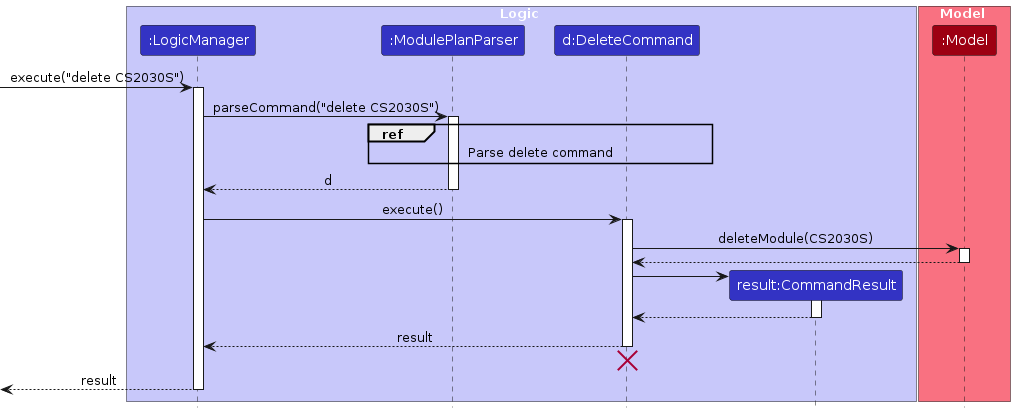 Logic
Model
:LogicManager
:ModulePlanParser
d:DeleteCommand
:Model
execute("delete CS2030S")
parseCommand("delete CS2030S")
ref
Parse delete command
d
execute()
deleteModule(CS2030S)
result:CommandResult
result
result